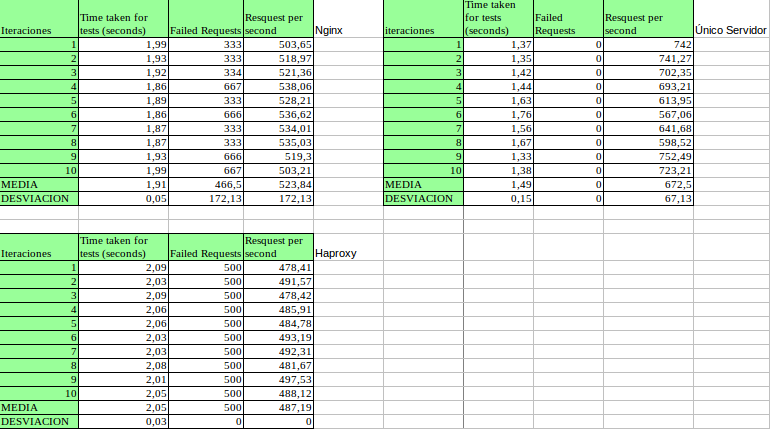 Iteraciones Time taken for tests (seconds) Failed Requests Resquest per second Nginx
1 1,99 333 503,65
2 1,93 333 518,97
3 1,92 334 521,36
4 1,86 667 538,06
5 1,89 333 528,21
6 1,86 666 536,62
7 1,87 333 534,01
8 1,87 333 535,03
9 1,93 666 519,3
10 1,99 667 503,21
MEDIA 1,91 466,5 523,84
DESVIACION 0,05 172,13 172,13
iteraciones Time taken for tests (seconds) Failed Requests Resquest per second Único Servidor
1 1,37 0 742
2 1,35 0 741,27
3 1,42 0 702,35
4 1,44 0 693,21
5 1,63 0 613,95
6 1,76 0 567,06
7 1,56 0 641,68
8 1,67 0 598,52
9 1,33 0 752,49
10 1,38 0 723,21
MEDIA 1,49 0 672,5
DESVIACION 0,15 0 67,13
Iteraciones Time taken for tests (seconds) Failed Requests Resquest per second Haproxy
1 2,09 500 478,41
2 2,03 500 491,57
3 2,09 500 478,42
4 2,06 500 485,91
5 2,06 500 484,78
6 2,03 500 493,19
7 2,03 500 492,31
8 2,08 500 481,67
9 2,01 500 497,53
10 2,05 500 488,12
MEDIA 2,05 500 487,19
DESVIACION 0,03 0 0